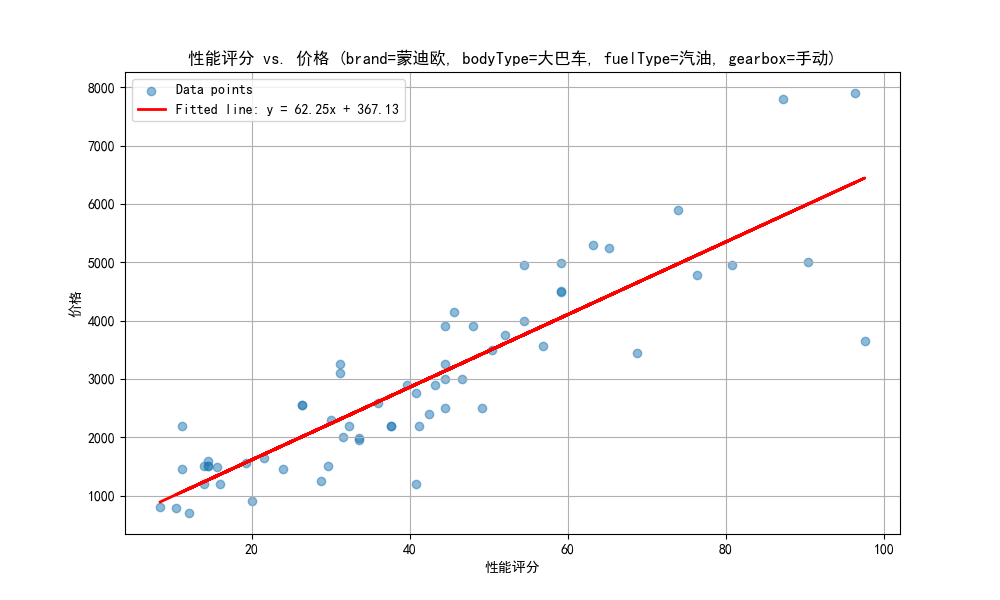 性能评分 vs. 价格 (brand=蒙迪欧, bodyType=大巴车, fuelType=汽油, gearbox=手动)
Data points
Fitted line: y = 62.25x + 367.13
8000
7000
6000
5000
4000
3000
2000
1000
价格
20
40
60
80
100
性能评分